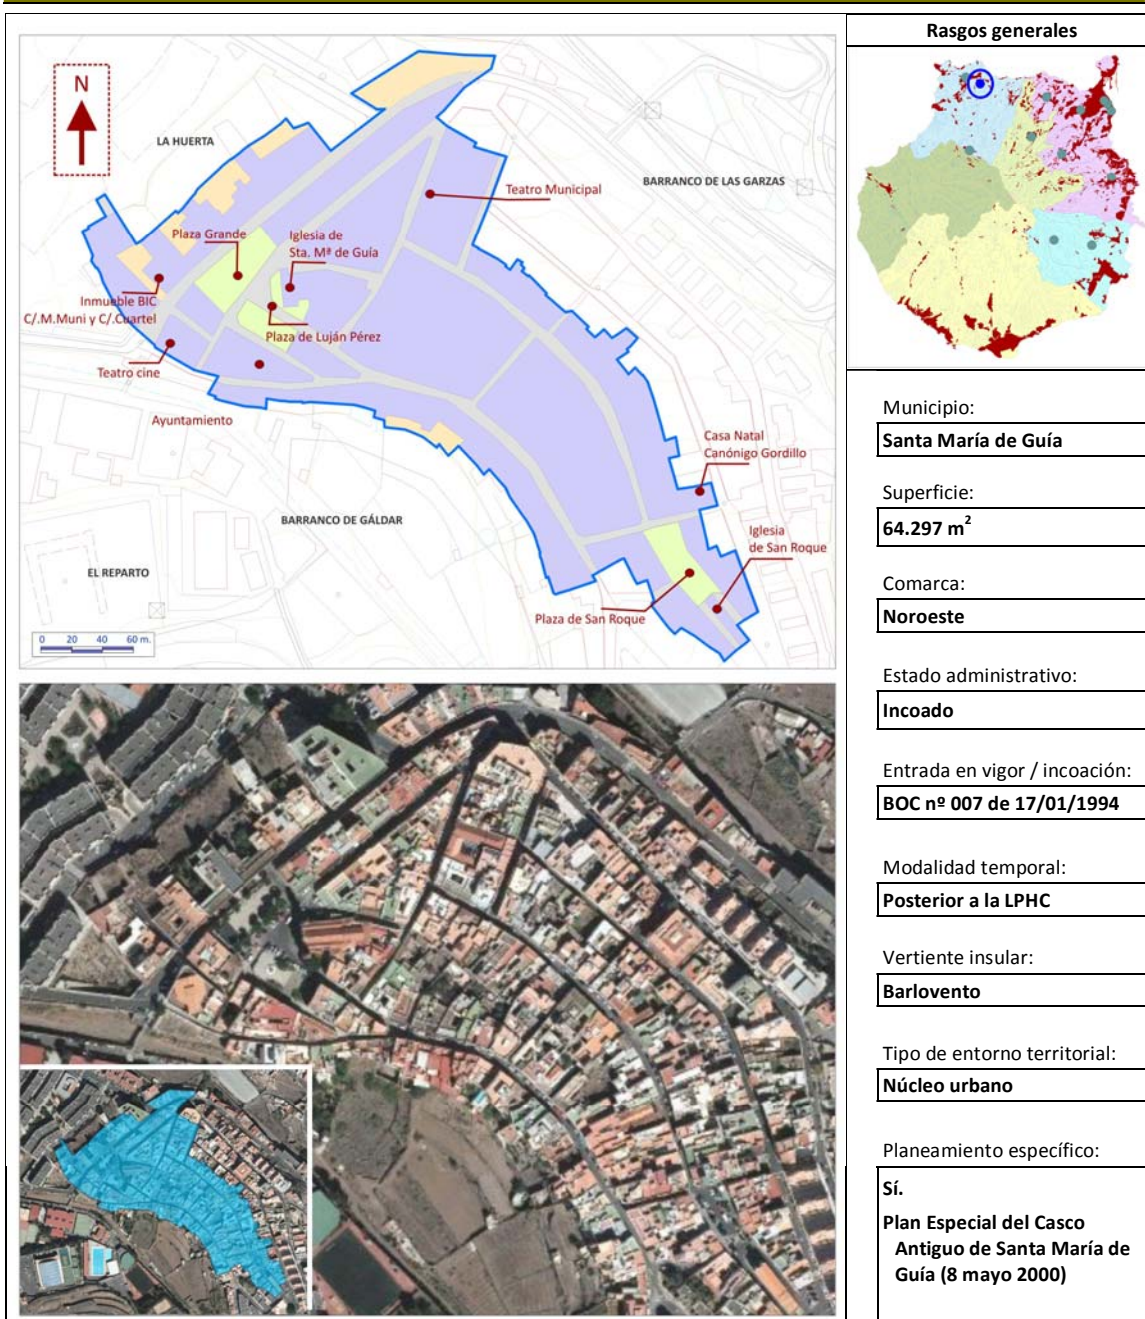 Rasgos generales
N
LA HUERTA
BARRANCO DE LAS GARZAS
Teatro Municipal
Plaza Grande
Iglesia de
Sta. Mª de Guía
Inmueble BIC
C/.M.Muni y C/.Cuartel
Plaza de Luján Pérez
Teatro cine
Ayuntamiento
Casa Natal
Canónigo Gordillo
BARRANCO DE GÁLDAR
Iglesia
de San Roque
EL REPARTO
Plaza de San Roque
0 20 40 60 m.
Municipio:
Santa María de Guía
Superficie:
64.297 m²
Comarca:
Noroeste
Estado administrativo:
Incoado
Entrada en vigor / incoación:
BOC nº 007 de 17/01/1994
Modalidad temporal:
Posterior a la LPHC
Vertiente insular:
Barlovento
Tipo de entorno territorial:
Núcleo urbano
Planeamiento específico:
Sí.
Plan Especial del Casco
Antiguo de Santa María de
Guía (8 mayo 2000)